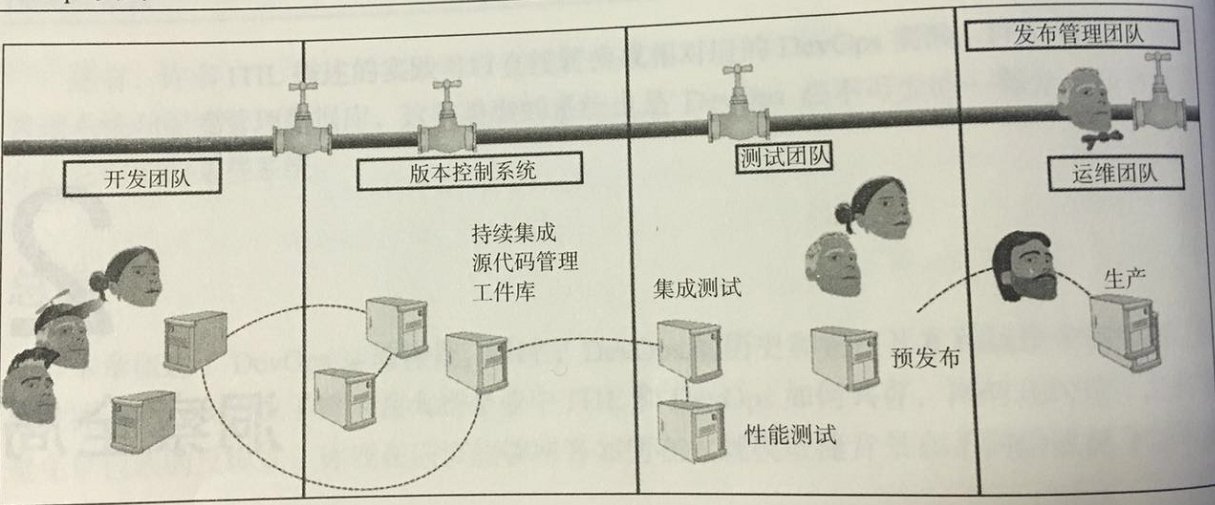 发布管理团队
开发团队
版本控制系统
测试团队
运维团队
持续集成
源代码管理
工件库
集成测试
生产
预发布
性能测试